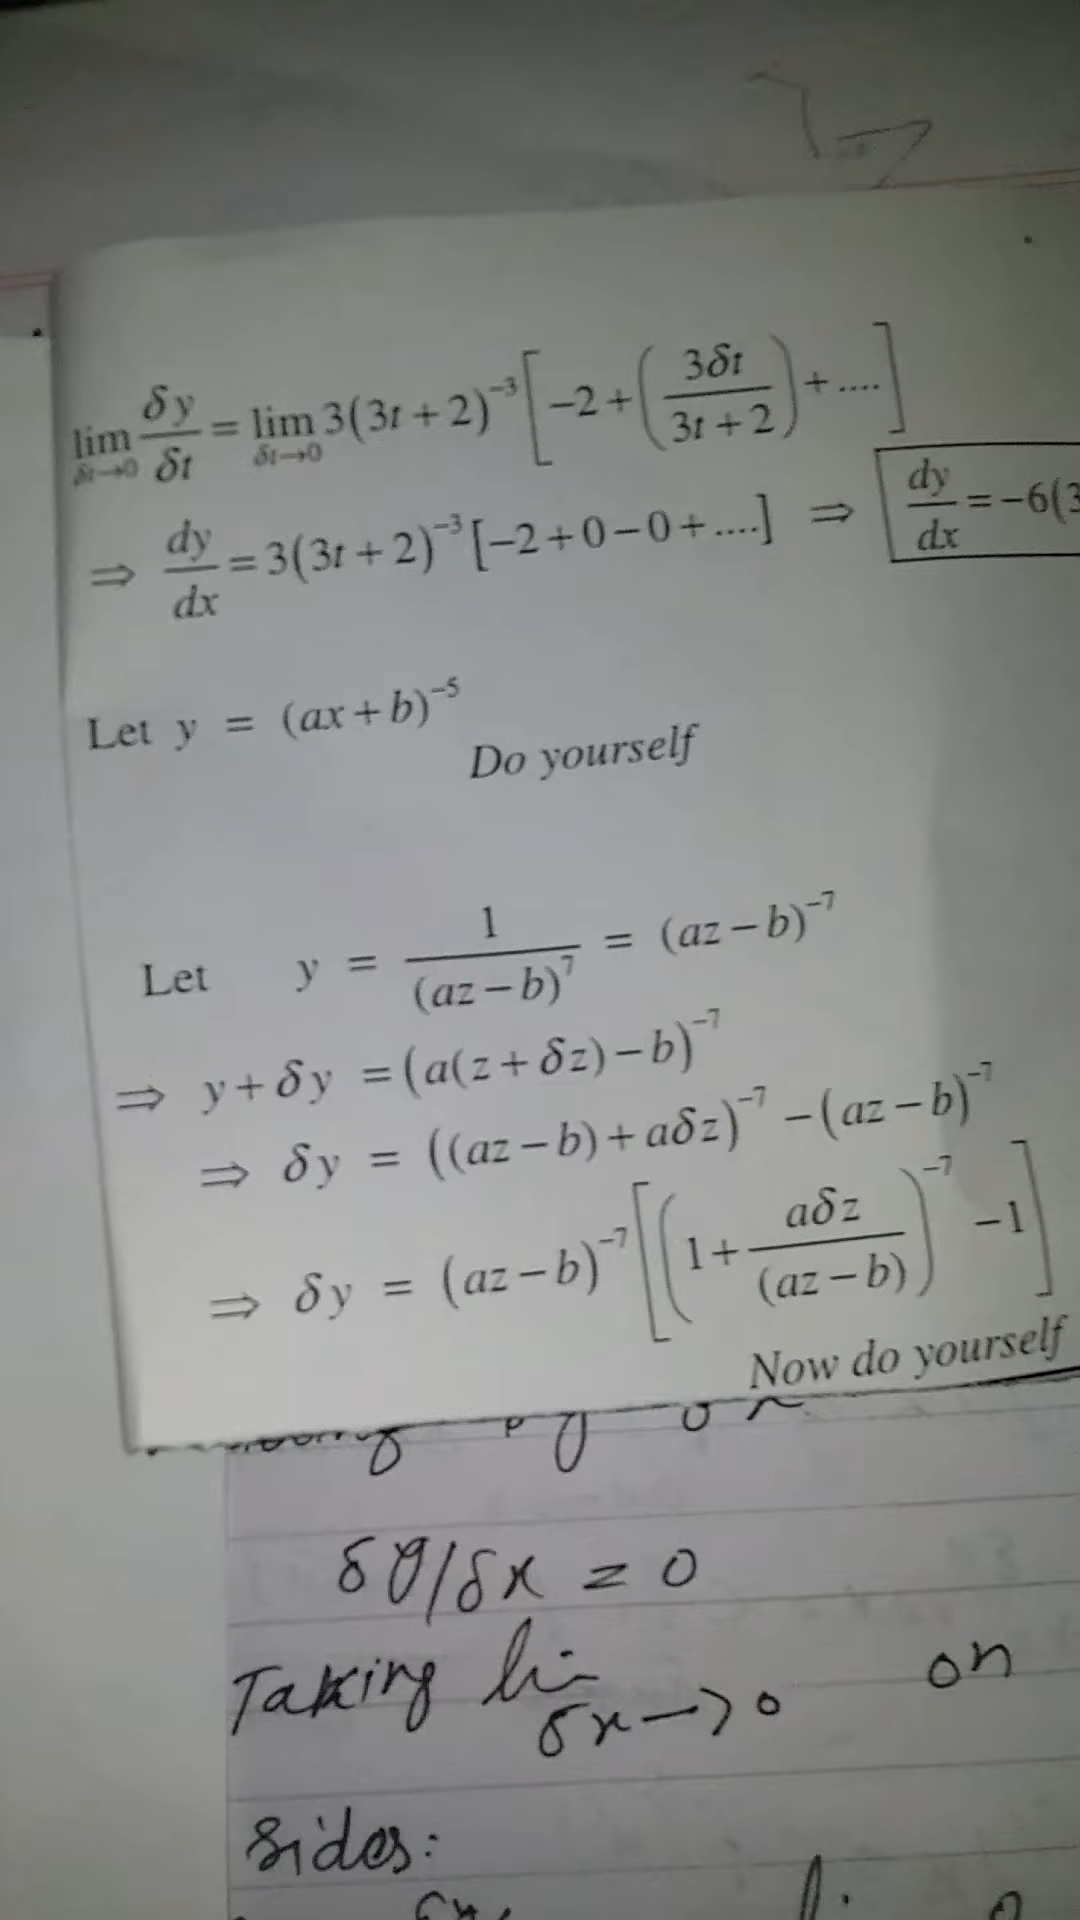 lim δt→0 δy/δt = lim δt→0 3(3t+2)^-3 [-2+(3δt/3t+2)+....]
⇒ dy/dx = 3(3t+2)^-3 [-2+0-0+....] ⇒ dy/dx = -6(3
Let y = (ax+b)^-5
Do yourself
Let y = 1/(az-b)^7 = (az-b)^-7
⇒ y+δy = (a(z+δz)-b)^-7
⇒ δy = ((az-b)+aδz)^-7 -(az-b)^-7
⇒ δy = (az-b)^-7 [(1+aδz/(az-b))^-7 -1]
Now do yourself
δy/δx = 0
Taking lim δx→0 on
sides: